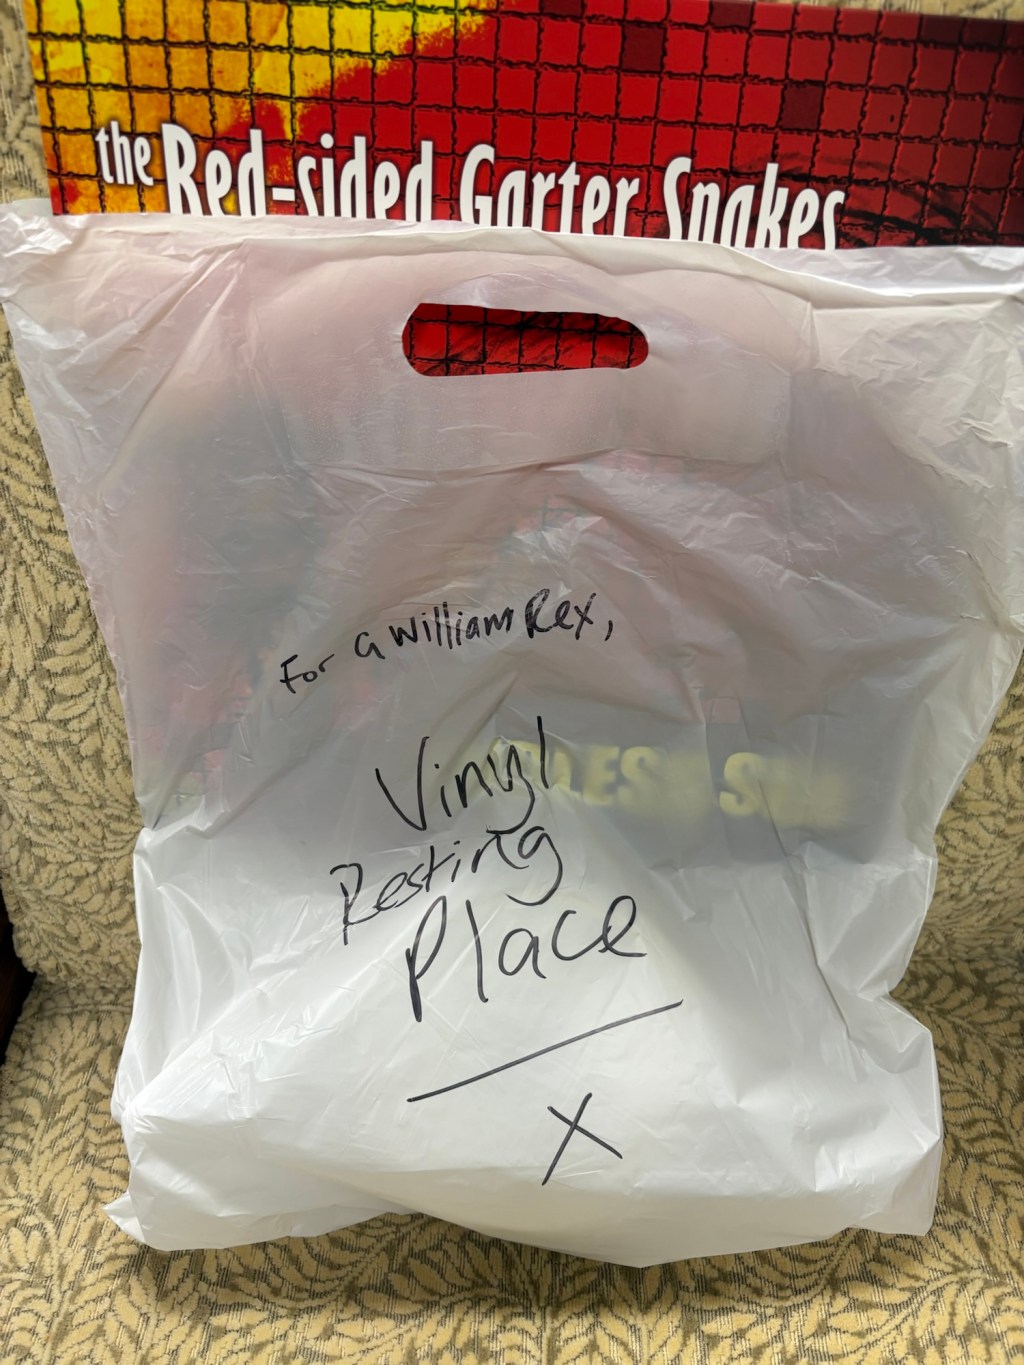 the Red-sided Garter Snakes
For G William Rex,
Vinyl
Resting
Place
X